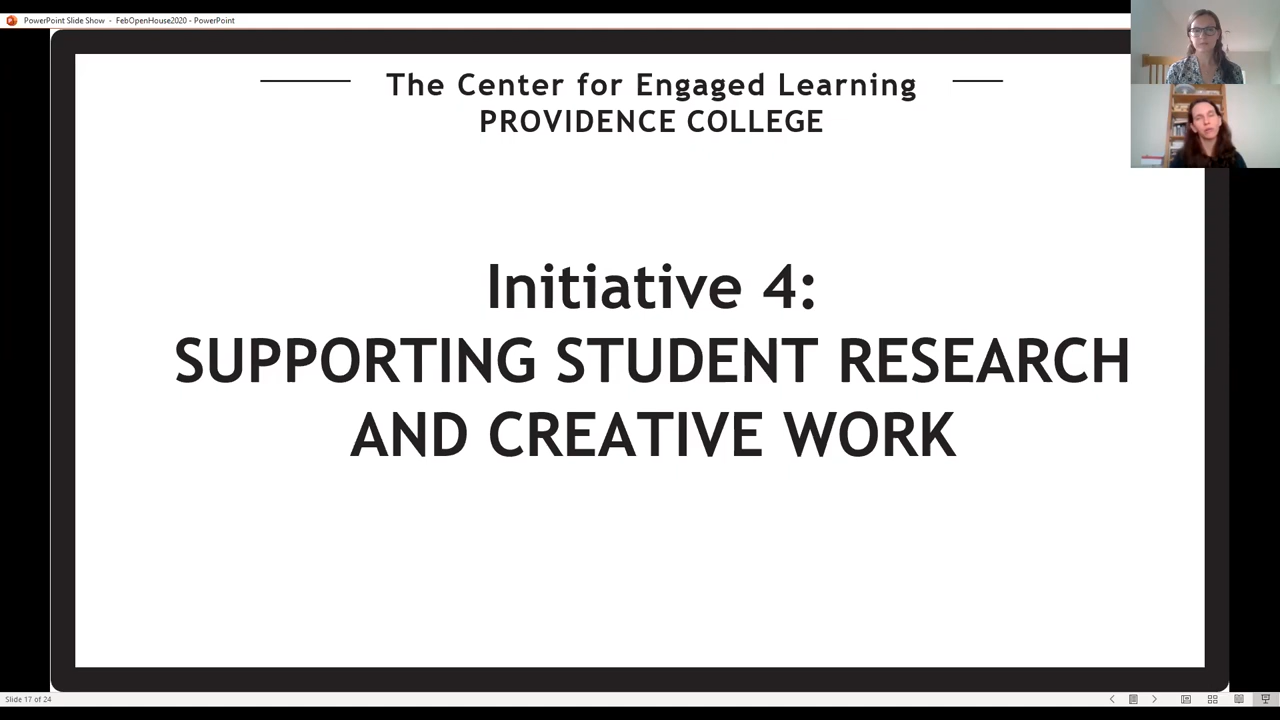 PowerPoint Slide Show - FebOpenHouse2020 - PowerPoint
The Center for Engaged Learning
PROVIDENCE COLLEGE
Initiative 4:
SUPPORTING STUDENT RESEARCH
AND CREATIVE WORK
Slide 17 of 24